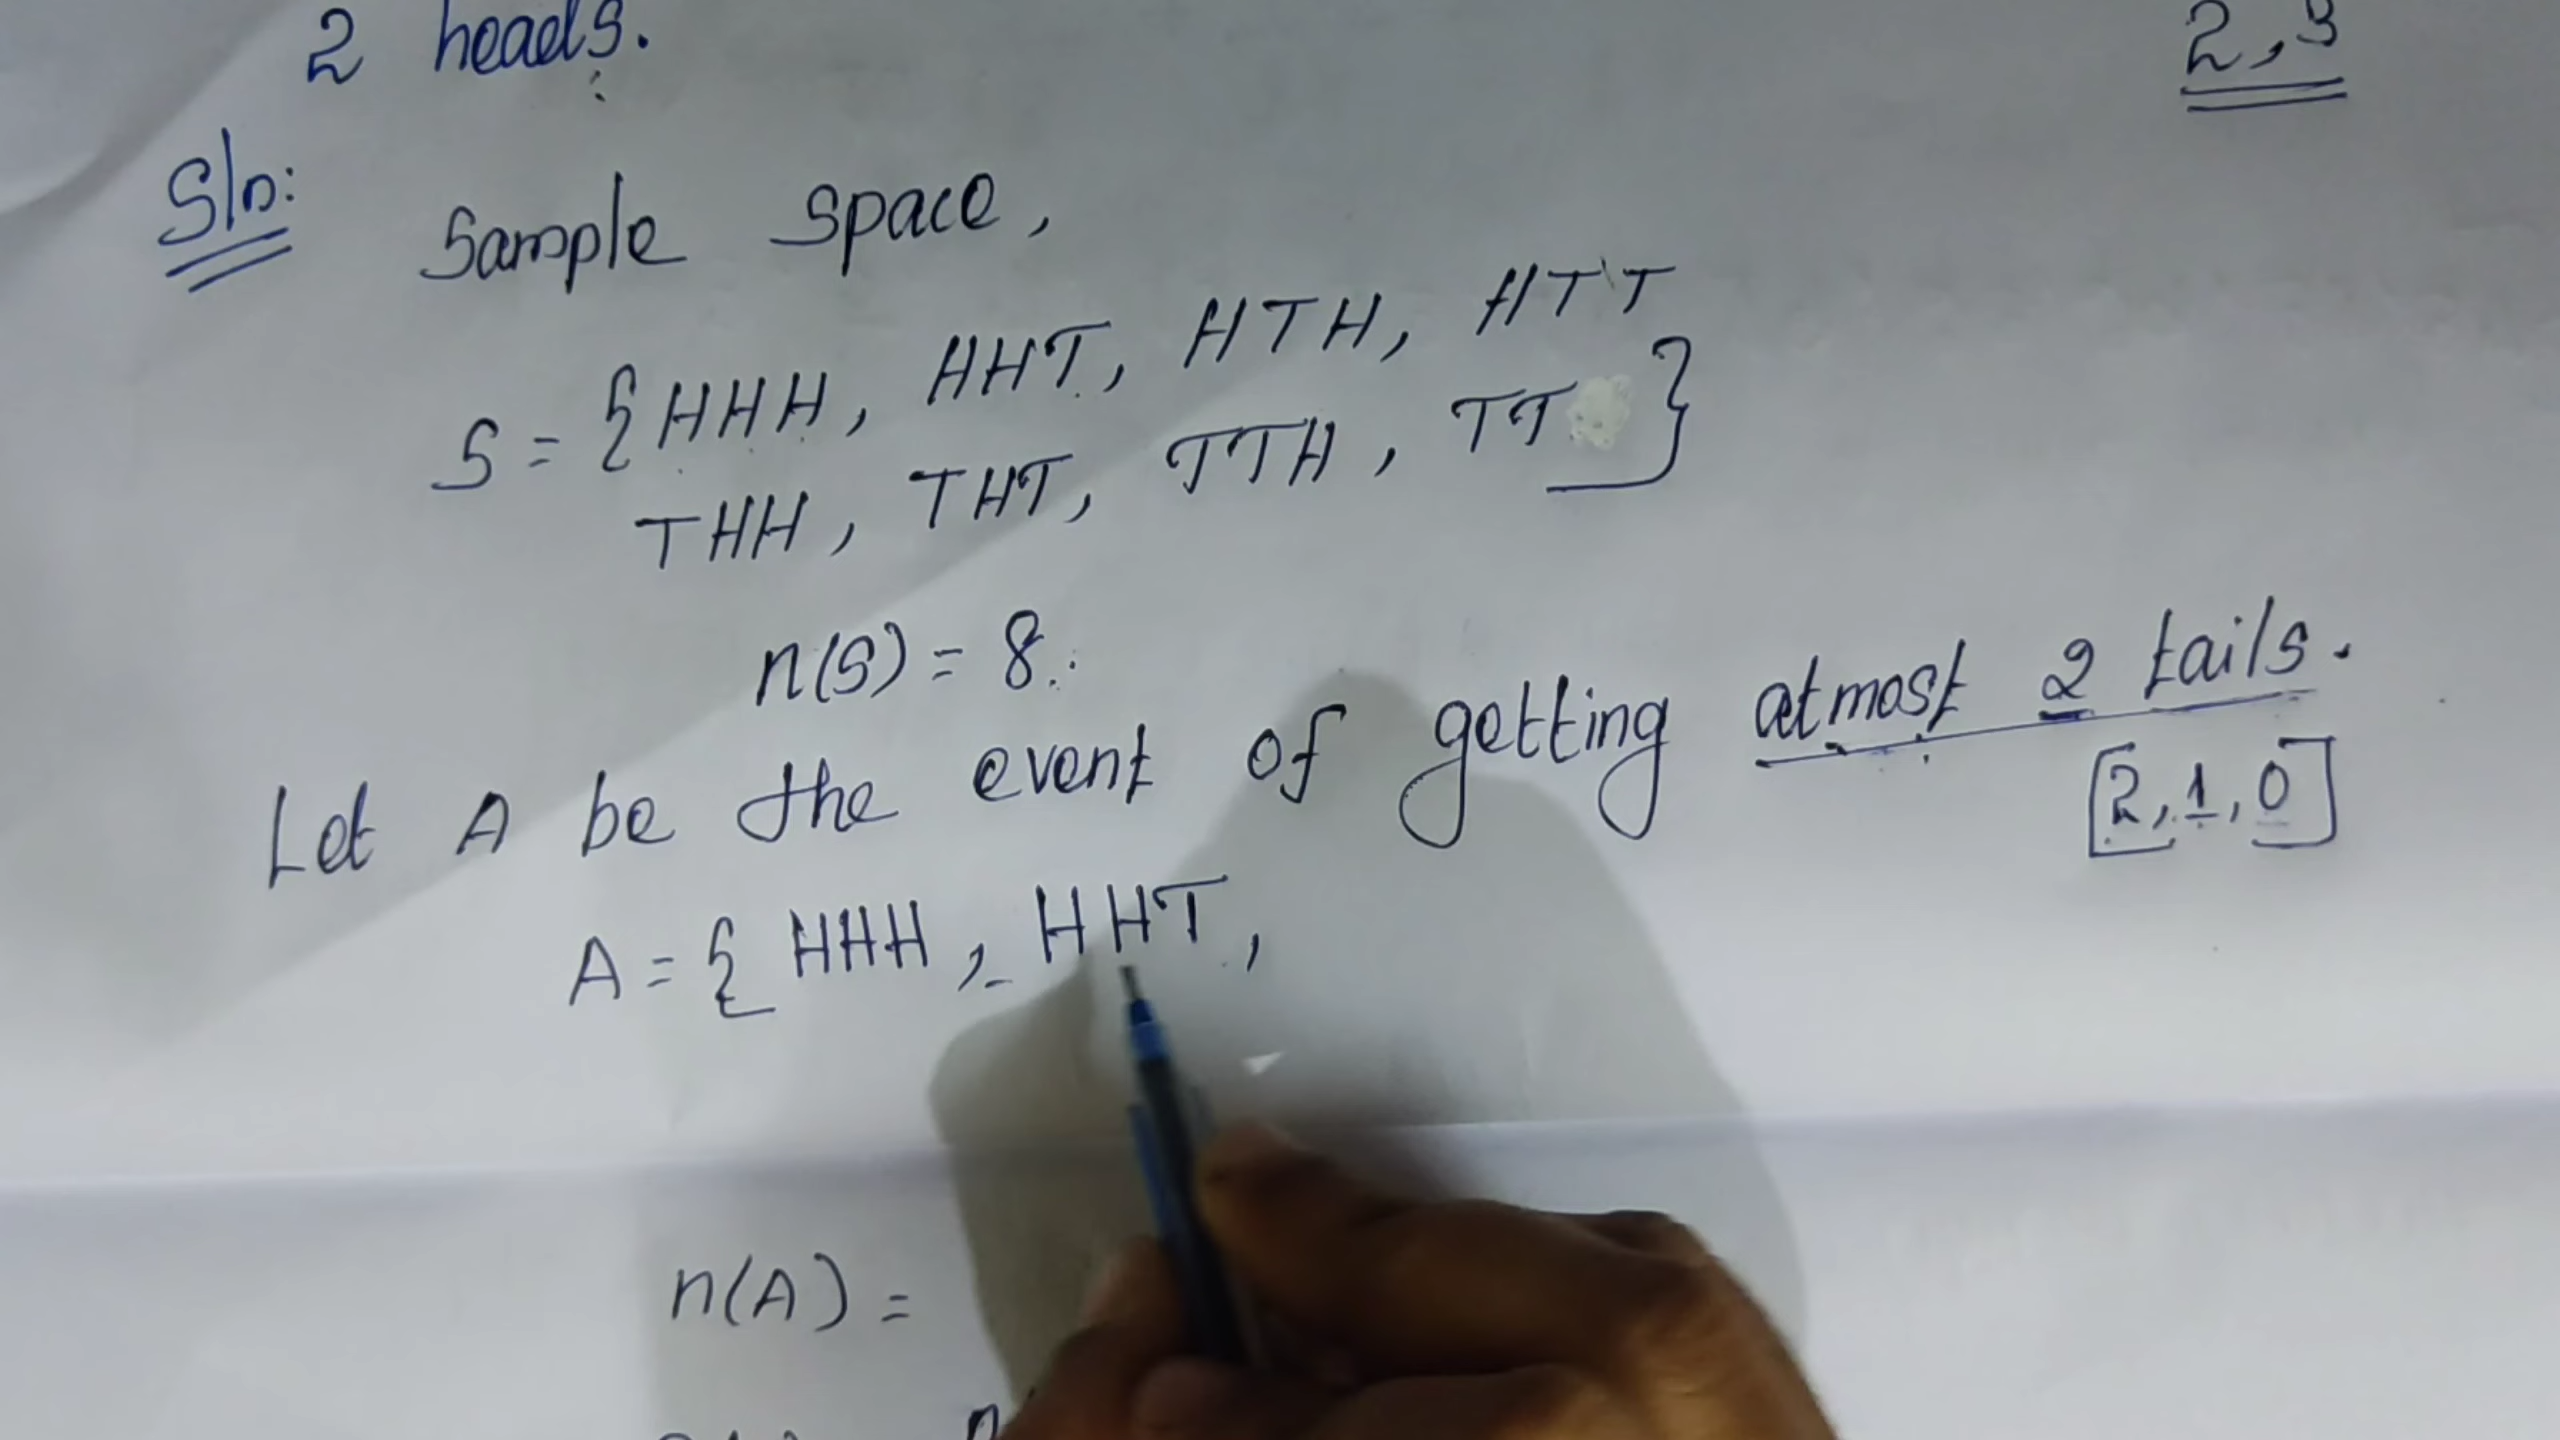 2 heads.
2, 3
Sln:
Sample space,
S = {HHH, HHT, HTH, HTT
THH, THT, TTH, TT }
n(S) = 8.
Let A be the event of getting atmost 2 tails.
[2, 1, 0]
A = { HHH, HHT,
n(A) =